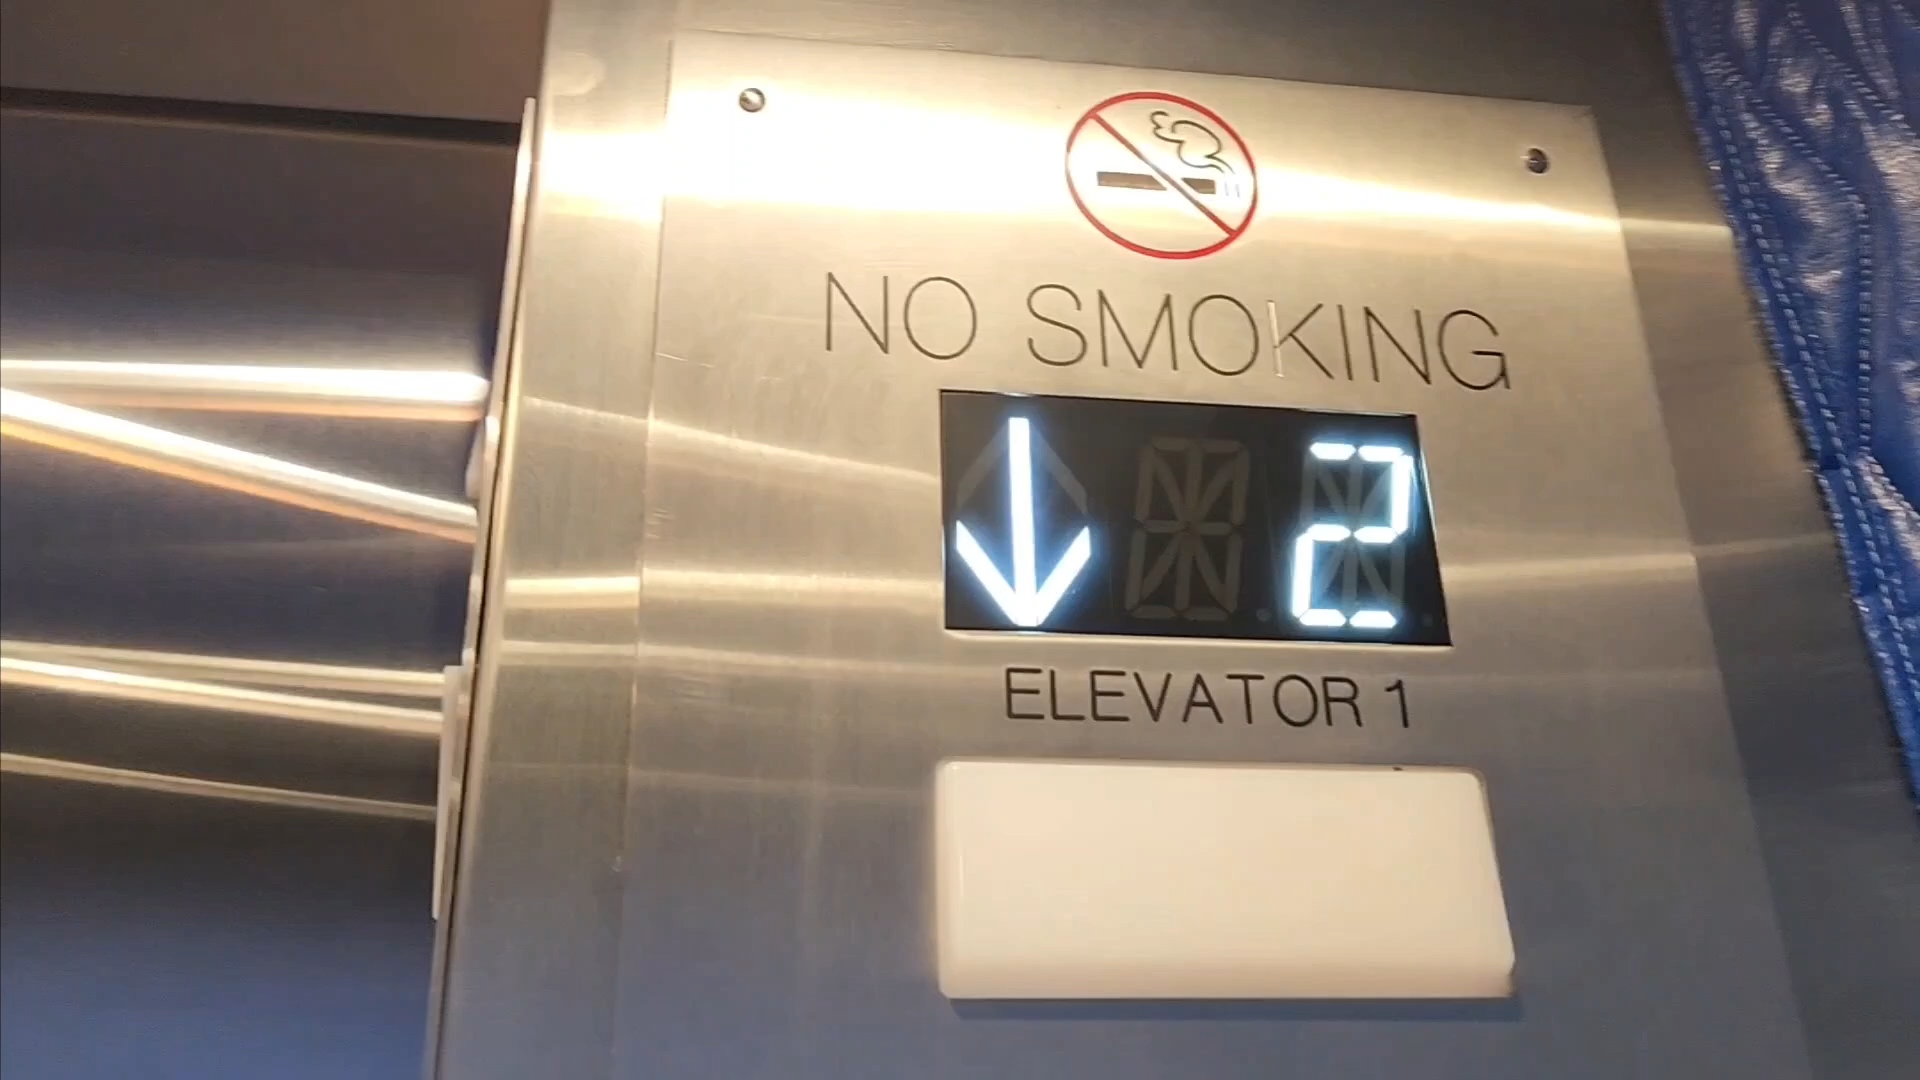 NO SMOKING
↓ 2
ELEVATOR 1